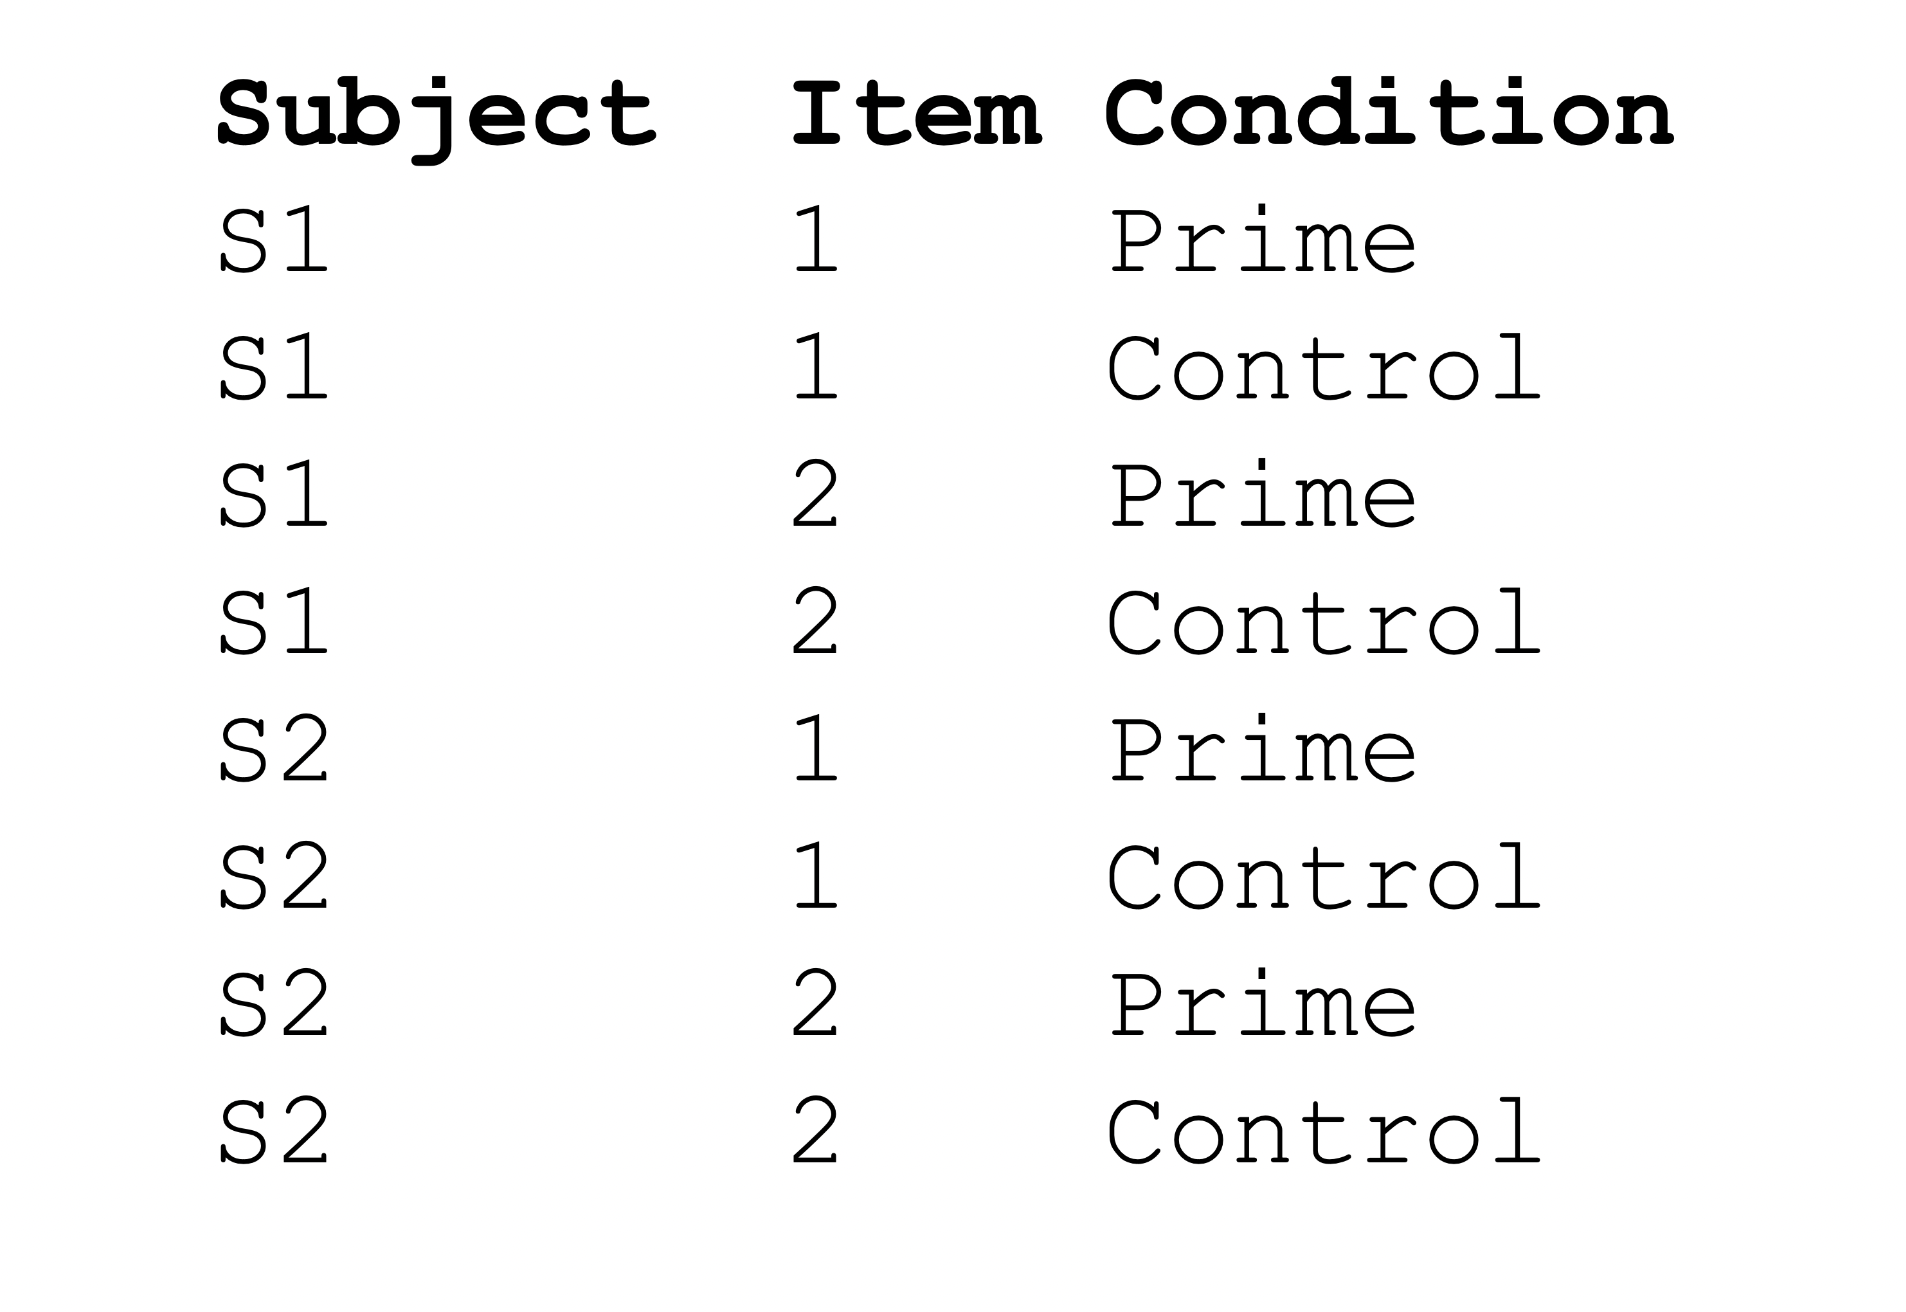 Subject Item Condition
S1 1 Prime
S1 1 Control
S1 2 Prime
S1 2 Control
S2 1 Prime
S2 1 Control
S2 2 Prime
S2 2 Control